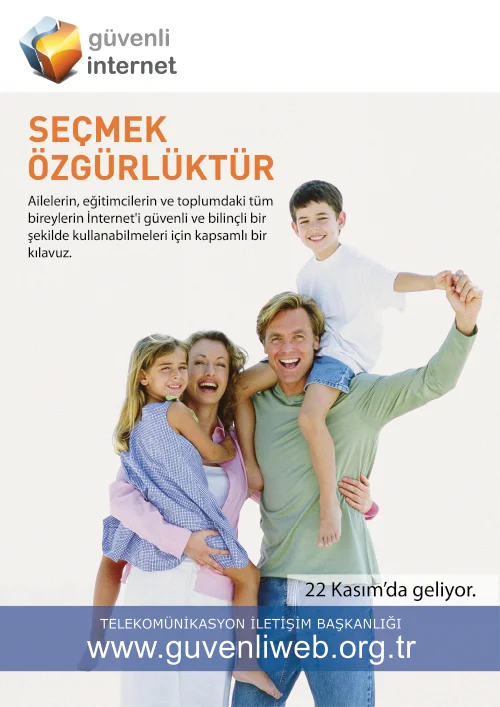 güvenli
internet
SEÇMEK
ÖZGÜRLÜKTÜR
Ailelerin, eğitimcilerin ve toplumdaki tüm
bireylerin İnternet'i güvenli ve bilinçli bir
şekilde kullanabilmeleri için kapsamlı bir
kılavuz.
22 Kasım'da geliyor.
TELEKOMÜNİKASYON İLETİŞİM BAŞKANLIĞI
www.guvenliweb.org.tr